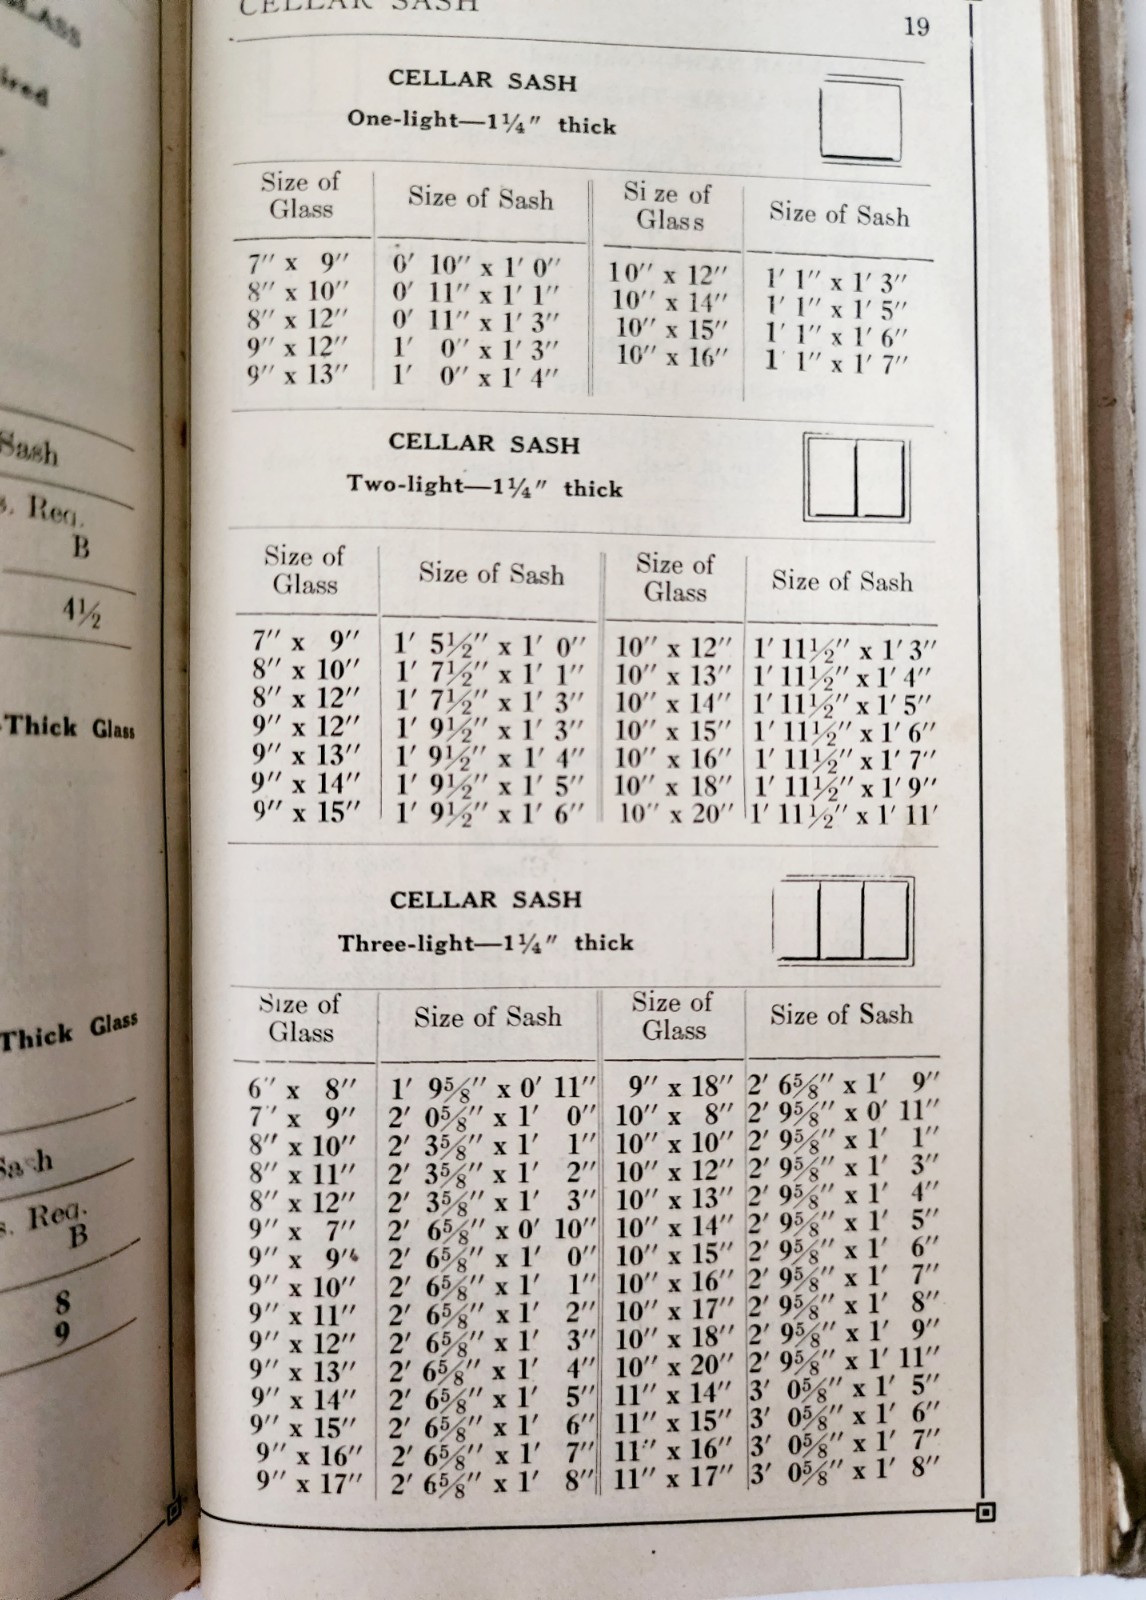 GLASS
ired
Sash
s. Req.
B
4½
Thick Glass
Thick Glass
Sash
s. Req.
B
8
9
CELLAR SASH
19
CELLAR SASH
One-light—1¼″ thick
Size of Glass Size of Sash Size of Glass Size of Sash
7″ x 9″ 0′ 10″ x 1′ 0″ 10″ x 12″ 1′ 1″ x 1′ 3″
8″ x 10″ 0′ 11″ x 1′ 1″ 10″ x 14″ 1′ 1″ x 1′ 5″
8″ x 12″ 0′ 11″ x 1′ 3″ 10″ x 15″ 1′ 1″ x 1′ 6″
9″ x 12″ 1′ 0″ x 1′ 3″ 10″ x 16″ 1′ 1″ x 1′ 7″
9″ x 13″ 1′ 0″ x 1′ 4″
CELLAR SASH
Two-light—1¼″ thick
Size of Glass Size of Sash Size of Glass Size of Sash
7″ x 9″ 1′ 5½″ x 1′ 0″ 10″ x 12″ 1′ 11½″ x 1′ 3″
8″ x 10″ 1′ 7½″ x 1′ 1″ 10″ x 13″ 1′ 11½″ x 1′ 4″
8″ x 12″ 1′ 7½″ x 1′ 3″ 10″ x 14″ 1′ 11½″ x 1′ 5″
9″ x 12″ 1′ 9½″ x 1′ 3″ 10″ x 15″ 1′ 11½″ x 1′ 6″
9″ x 13″ 1′ 9½″ x 1′ 4″ 10″ x 16″ 1′ 11½″ x 1′ 7″
9″ x 14″ 1′ 9½″ x 1′ 5″ 10″ x 18″ 1′ 11½″ x 1′ 9″
9″ x 15″ 1′ 9½″ x 1′ 6″ 10″ x 20″ 1′ 11½″ x 1′ 11′
CELLAR SASH
Three-light—1¼″ thick
Size of Glass Size of Sash Size of Glass Size of Sash
6″ x 8″ 1′ 9⅝″ x 0′ 11″ 9″ x 18″ 2′ 6⅝″ x 1′ 9″
7″ x 9″ 2′ 0⅝″ x 1′ 0″ 10″ x 8″ 2′ 9⅝″ x 0′ 11″
8″ x 10″ 2′ 3⅝″ x 1′ 1″ 10″ x 10″ 2′ 9⅝″ x 1′ 1″
8″ x 11″ 2′ 3⅝″ x 1′ 2″ 10″ x 12″ 2′ 9⅝″ x 1′ 3″
8″ x 12″ 2′ 3⅝″ x 1′ 3″ 10″ x 13″ 2′ 9⅝″ x 1′ 4″
9″ x 7″ 2′ 6⅝″ x 0′ 10″ 10″ x 14″ 2′ 9⅝″ x 1′ 5″
9″ x 9″ 2′ 6⅝″ x 1′ 0″ 10″ x 15″ 2′ 9⅝″ x 1′ 6″
9″ x 10″ 2′ 6⅝″ x 1′ 1″ 10″ x 16″ 2′ 9⅝″ x 1′ 7″
9″ x 11″ 2′ 6⅝″ x 1′ 2″ 10″ x 17″ 2′ 9⅝″ x 1′ 8″
9″ x 12″ 2′ 6⅝″ x 1′ 3″ 10″ x 18″ 2′ 9⅝″ x 1′ 9″
9″ x 13″ 2′ 6⅝″ x 1′ 4″ 10″ x 20″ 2′ 9⅝″ x 1′ 11″
9″ x 14″ 2′ 6⅝″ x 1′ 5″ 11″ x 14″ 3′ 0⅝″ x 1′ 5″
9″ x 15″ 2′ 6⅝″ x 1′ 6″ 11″ x 15″ 3′ 0⅝″ x 1′ 6″
9″ x 16″ 2′ 6⅝″ x 1′ 7″ 11″ x 16″ 3′ 0⅝″ x 1′ 7″
9″ x 17″ 2′ 6⅝″ x 1′ 8″ 11″ x 17″ 3′ 0⅝″ x 1′ 8″